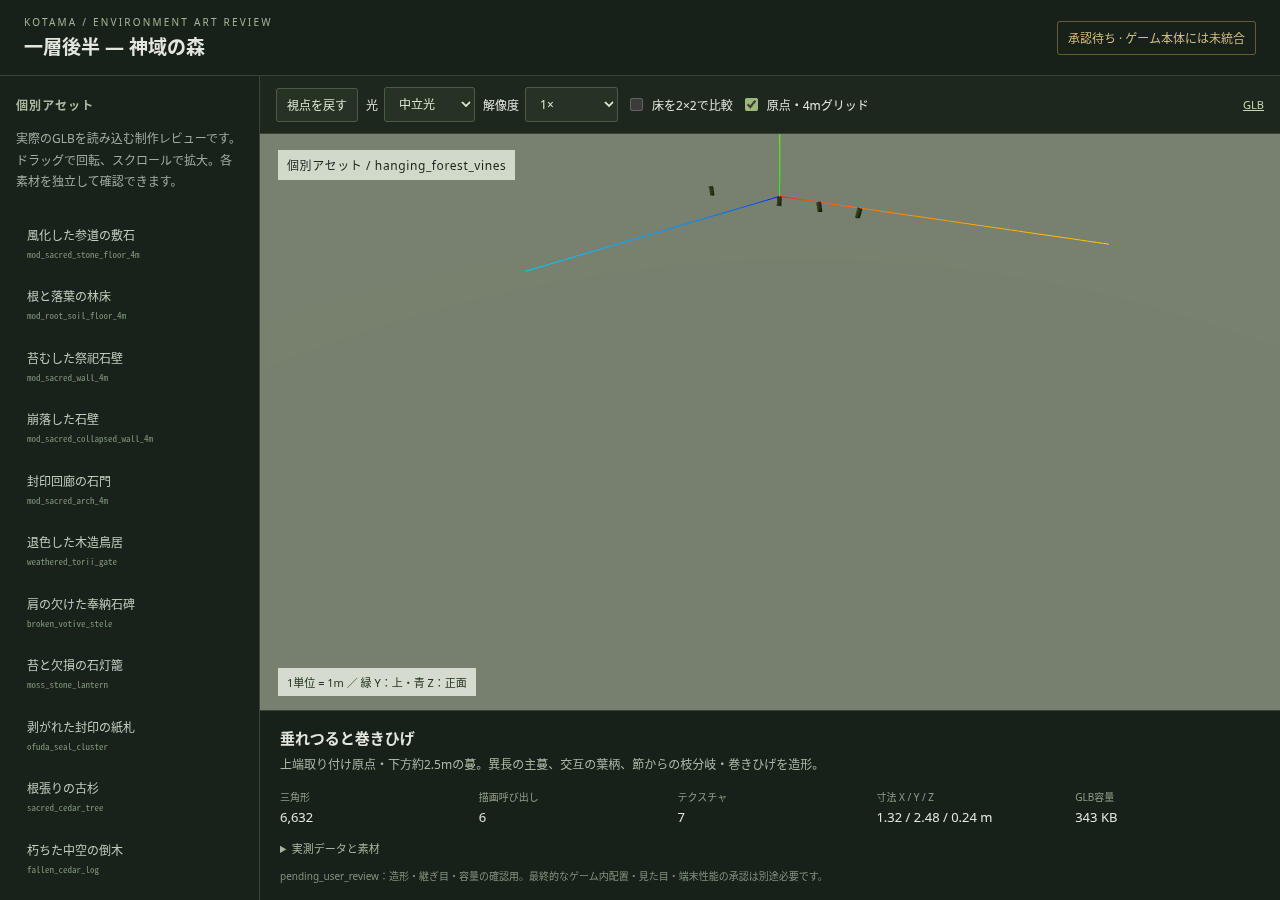 KOTAMA / ENVIRONMENT ART REVIEW
一層後半 — 神域の森
承認待ち · ゲーム本体には未統合
個別アセット
実際のGLBを読み込む制作レビューです。
ドラッグで回転、スクロールで拡大。各
素材を独立して確認できます。
風化した参道の敷石
mod_sacred_stone_floor_4m
根と落葉の林床
mod_root_soil_floor_4m
苔むした祭祀石壁
mod_sacred_wall_4m
崩落した石壁
mod_sacred_collapsed_wall_4m
封印回廊の石門
mod_sacred_arch_4m
退色した木造鳥居
weathered_torii_gate
肩の欠けた奉納石碑
broken_votive_stele
苔と欠損の石灯籠
moss_stone_lantern
剥がれた封印の紙札
ofuda_seal_cluster
根張りの古杉
sacred_cedar_tree
朽ちた中空の倒木
fallen_cedar_log
視点を戻す 光 中立光 解像度 1× 床を2×2で比較 原点・4mグリッド GLB
個別アセット / hanging_forest_vines
1単位 = 1m ／ 緑 Y：上・青 Z：正面
垂れつると巻きひげ
上端取り付け原点・下方約2.5mの蔓。異長の主蔓、交互の葉柄、節からの枝分岐・巻きひげを造形。
三角形 描画呼び出し テクスチャ 寸法 X / Y / Z GLB容量
6,632 6 7 1.32 / 2.48 / 0.24 m 343 KB
▶ 実測データと素材
pending_user_review：造形・継ぎ目・容量の確認用。最終的なゲーム内配置・見た目・端末性能の承認は別途必要です。